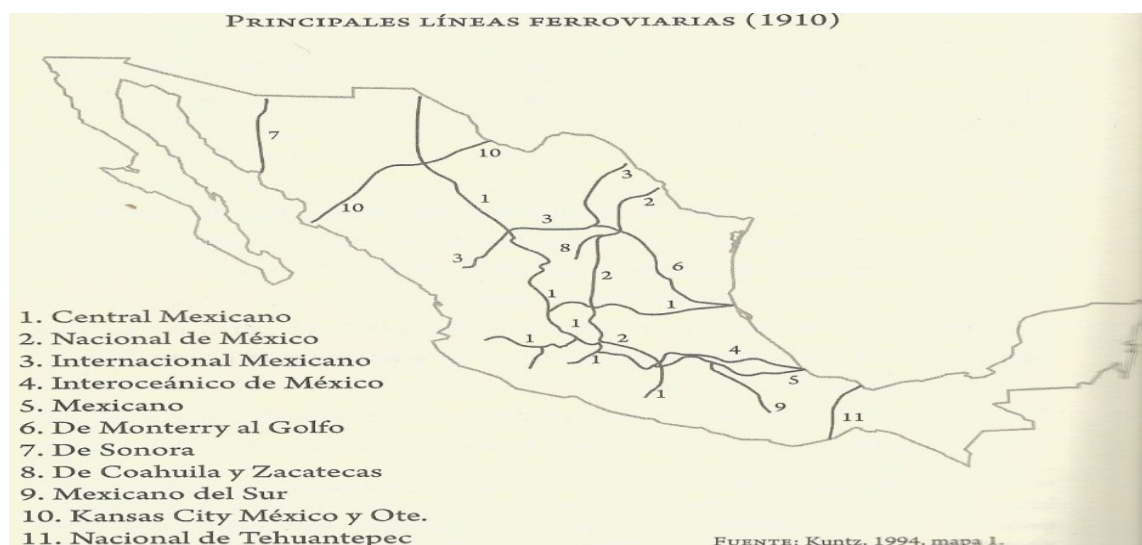 PRINCIPALES LÍNEAS FERROVIARIAS (1910)
7
10
3
1
2
10
3
8
3
6
2
1
1
1
2
1
4
1
5
1
9
11
1. Central Mexicano
2. Nacional de México
3. Internacional Mexicano
4. Interoceánico de México
5. Mexicano
6. De Monterry al Golfo
7. De Sonora
8. De Coahuila y Zacatecas
9. Mexicano del Sur
10. Kansas City México y Ote.
11. Nacional de Tehuantepec
FUENTE: Kuntz, 1994, mapa 1.